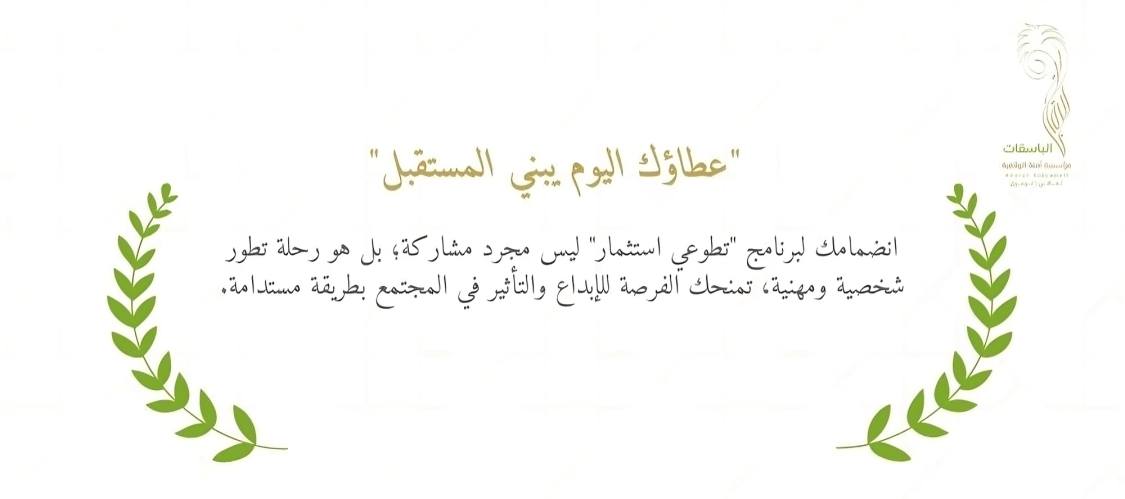 الباسقات
مؤسسة أمنة الوقفية
"عطاؤك اليوم يبني المستقبل"
انضمامك لبرنامج "تطوعي استثمار" ليس مجرد مشاركة؛ بل هو رحلة تطور
شخصية ومهنية، تمنحك الفرصة للإبداع والتأثير في المجتمع بطريقة مستدامة.